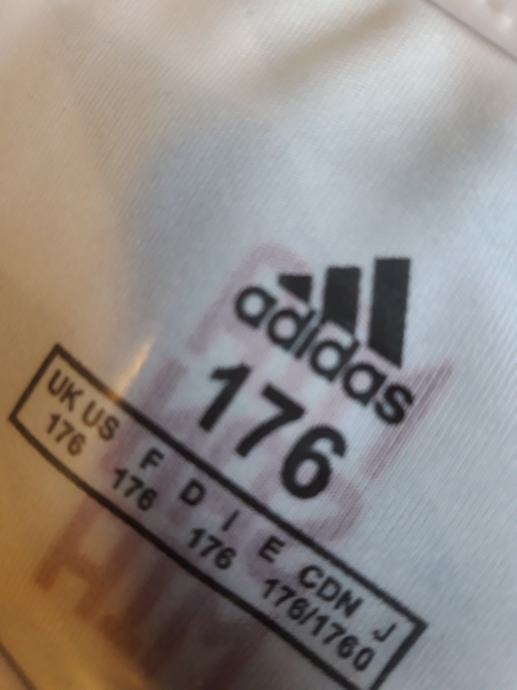 adidas
176
UK US F D I E CDN J
176 176 176 176/1760